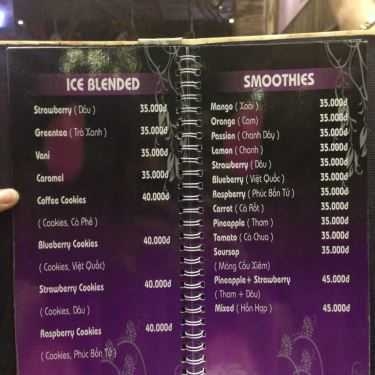 ICE BLENDED
Strawberry ( Dâu ) 35.000đ
Greentea ( Trà Xanh ) 35.000đ
Vani 35.000đ
Caramel 35.000đ
Coffee Cookies 40.000đ
(Cookies, Cà Phê )
Blueberry Cookies 40.000đ
( Cookies, Việt Quốc)
Strawberry Cookies 40.000đ
(Cookies, Dâu )
Raspberry Cookies 40.000đ
( Cookies, Phúc Bồn Tử )
SMOOTHIES
Mango ( Xoài ) 35.000đ
Orange ( Cam) 35.000đ
Passion ( Chanh Dây ) 35.000đ
Lemon ( Chanh ) 35.000đ
Strawberry ( Dâu ) 35.000đ
Blueberry ( Việt Quốc ) 35.000đ
Raspberry ( Phúc Bồn Tử ) 35.000đ
Carrot ( Cà Rốt ) 35.000đ
Pineapple ( Thơm ) 35.000đ
Tomato ( Cà Chua ) 35.000đ
Soursop 35.000đ
( Mãng Cầu Xiêm )
Pineapple+ Strawberry 45.000đ
( Thơm + Dâu )
Mixed ( Hỗn Hợp ) 45.000đ